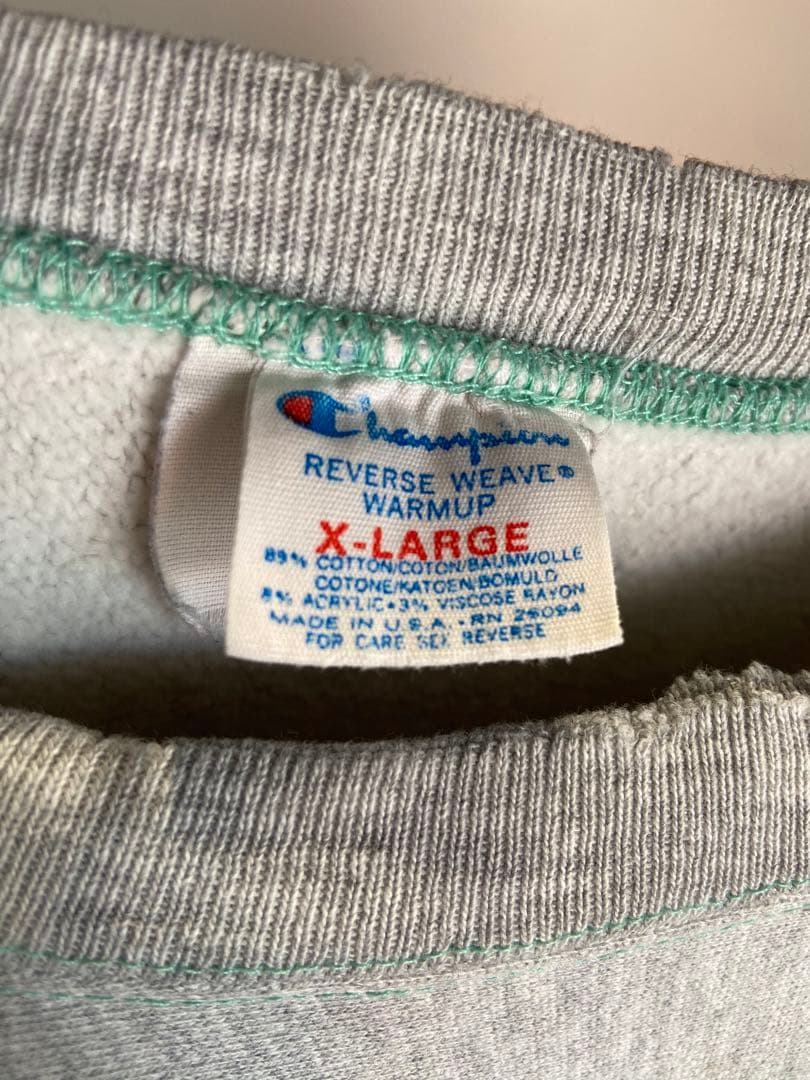 Champion
REVERSE WEAVE®
WARMUP
X-LARGE
89% COTTON/COTON/BAUMWOLLE
COTONE/KATOEN/BOMULD
8% ACRYLIC•3% VISCOSE RAYON
MADE IN U.S.A.•RN 26094
FOR CARE SEE REVERSE